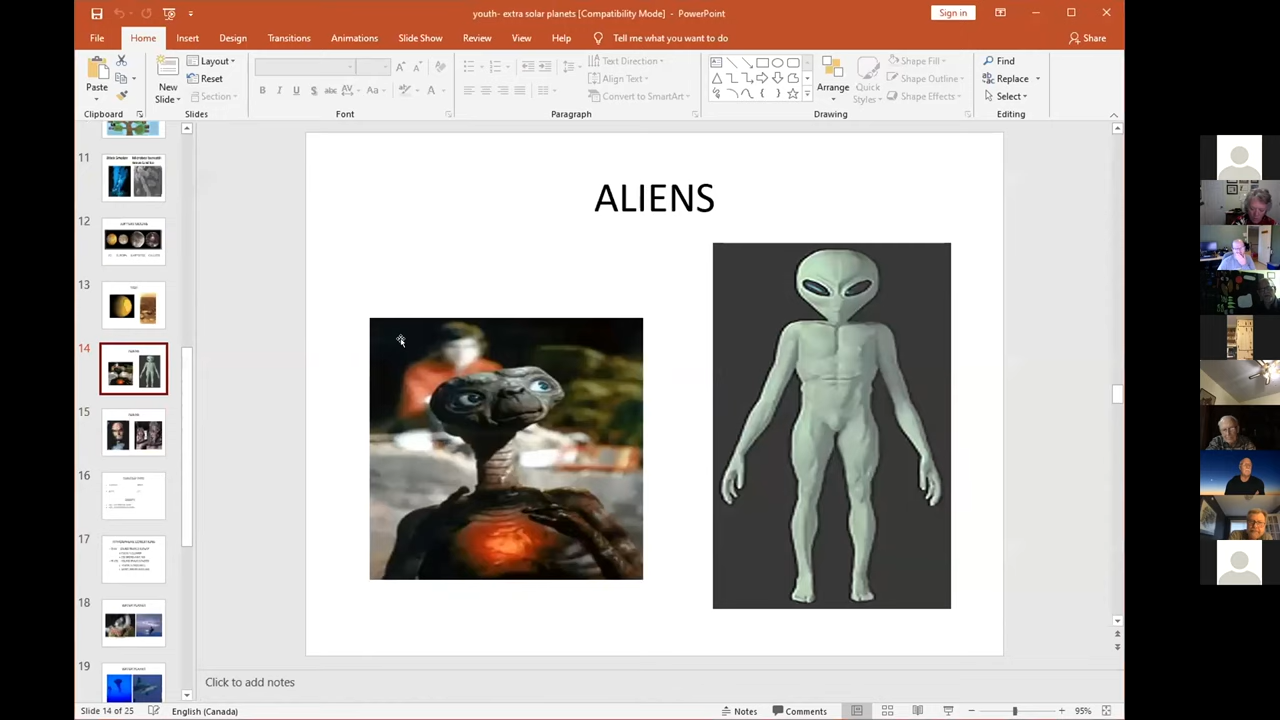 youth- extra solar planets [Compatibility Mode] - PowerPoint
Sign in
File Home Insert Design Transitions Animations Slide Show Review View Help Tell me what you want to do Share
Paste
Clipboard
New Slide
Layout
Reset
Section
Slides
B I U S abc AV Aa A
Font
Text Direction
Align Text
Convert to SmartArt
Paragraph
Arrange
Quick Styles
Shape Fill
Shape Outline
Shape Effects
Drawing
Find
Replace
Select
Editing
11
12
13
14
15
16
17
18
19
ALIENS
Click to add notes
Slide 14 of 25 English (Canada) Notes Comments 95%